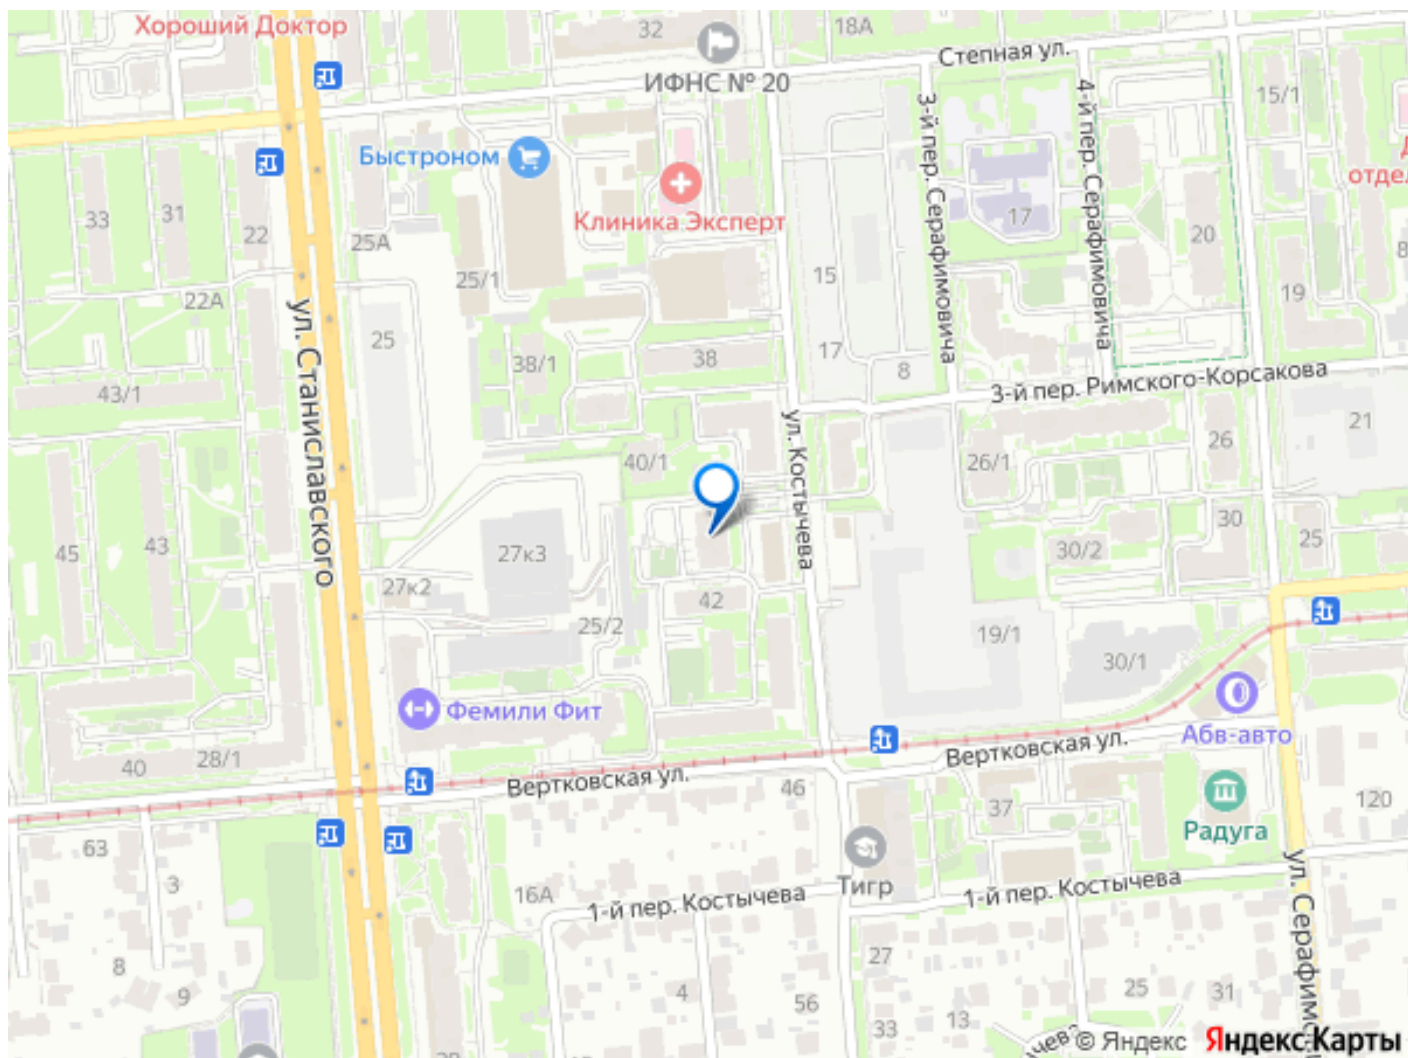 Хороший Доктор
32
18А
Степная ул.
ИФНС № 20
15/1
3-й пер. Серафимовича
4-й пер. Серафимовича
Быстроном
Клиника Эксперт
отде
33
31
22
25А
17
20
25/1
15
19
22А
ул. Станиславского
25
38/1
38
17
8
3-й пер. Римского-Корсакова
43/1
ул. Костычева
21
26
40/1
26/1
45
43
27к3
30
25
30/2
27к2
42
25/2
19/1
30/1
Фемили Фит
Абв-авто
Вертковская ул.
28/1
40
Вертковская ул.
46
37
120
Радуга
63
Тигр
3
16А
1-й пер. Костычева
1-й пер. Костычева
ул. Серафимо
27
8
9
4
56
25
31
13
33
чева
© Яндекс
Яндекс Карты